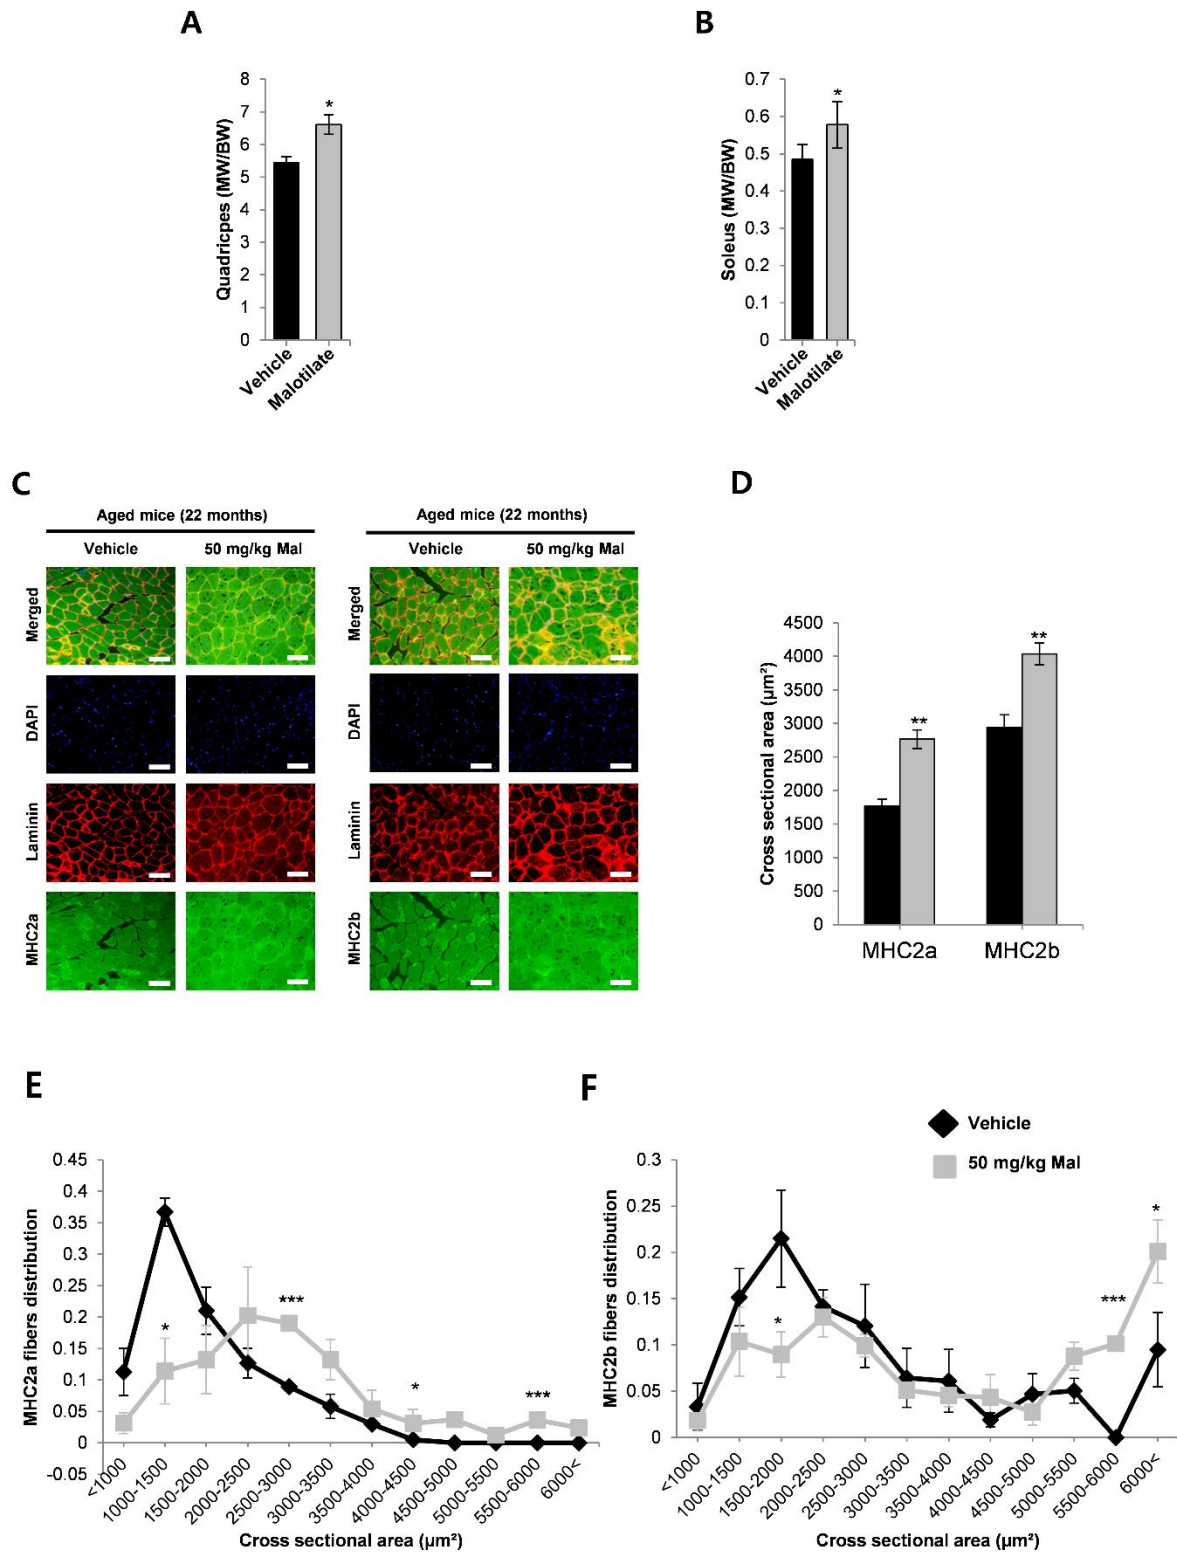 A
B
8
7
6
5
4
3
2
1
0
Quadricpes (MW/BW)
*
Vehicle
Malotilate
0.7
0.6
0.5
0.4
0.3
0.2
0.1
0
Soleus (MW/BW)
*
Vehicle
Malotilate
C
D
Aged mice (22 months)
Aged mice (22 months)
Vehicle
50 mg/kg Mal
Vehicle
50 mg/kg Mal
Merged
Merged
DAPI
DAPI
Laminin
Laminin
MHC2a
MHC2b
4500
4000
3500
3000
2500
2000
1500
1000
500
0
Cross sectional area (µm²)
**
**
MHC2a
MHC2b
E
F
0.45
0.4
0.35
0.3
0.25
0.2
0.15
0.1
0.05
0
-0.05
MHC2a fibers distribution
*
***
*
***
<1000
1000-1500
1500-2000
2000-2500
2500-3000
3000-3500
3500-4000
4000-4500
4500-5000
5000-5500
5500-6000
6000<
Cross sectional area (µm²)
Vehicle
50 mg/kg Mal
0.3
0.25
0.2
0.15
0.1
0.05
0
MHC2b fibers distribution
*
***
*
<1000
1000-1500
1500-2000
2000-2500
2500-3000
3000-3500
3500-4000
4000-4500
4500-5000
5000-5500
5500-6000
6000<
Cross sectional area (µm²)